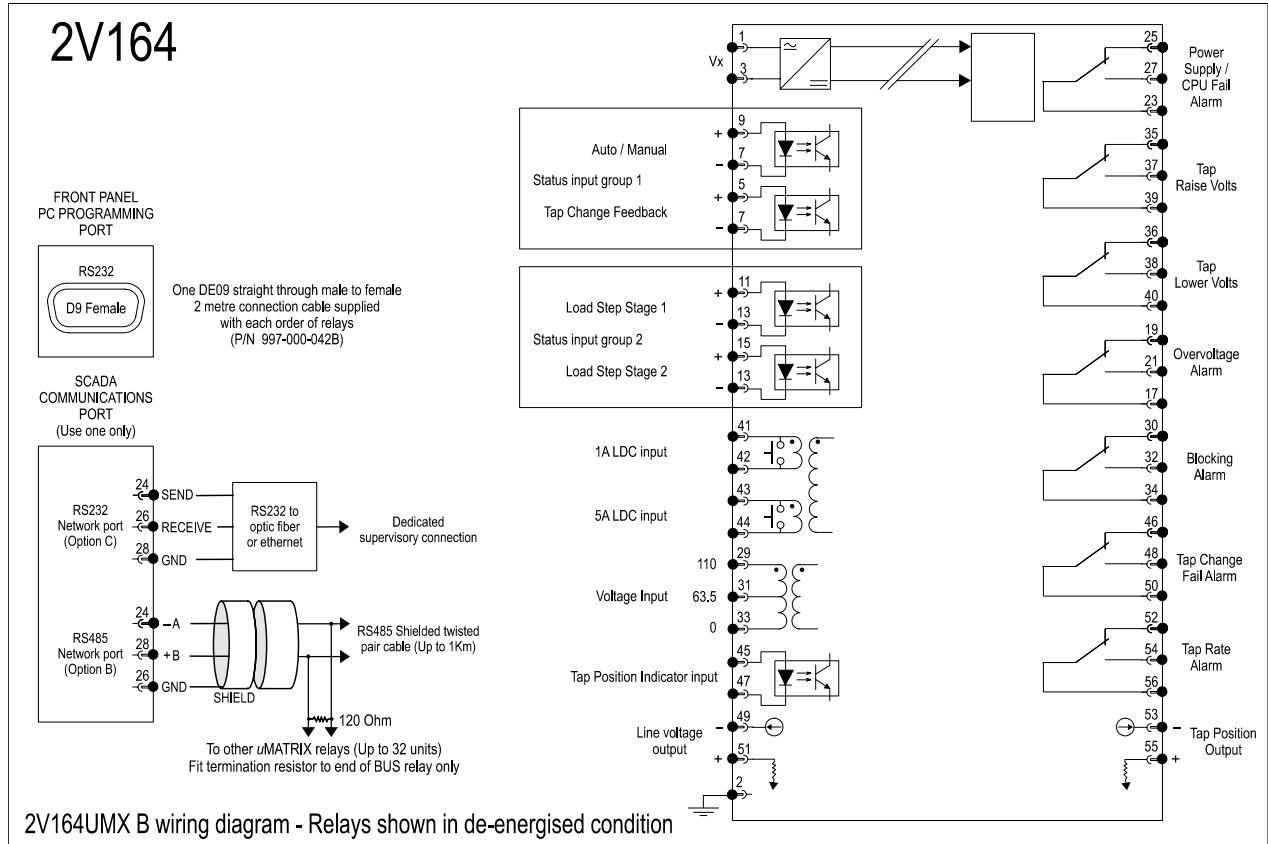 2V164
FRONT PANEL
PC PROGRAMMING
PORT
RS232
D9 Female
One DE09 straight through male to female
2 metre connection cable supplied
with each order of relays
(P/N 997-000-042B)
SCADA
COMMUNICATIONS
PORT
(Use one only)
RS232
Network port
(Option C)
24
SEND
26
RECEIVE
28
GND
RS232 to
optic fiber
or ethernet
Dedicated
supervisory connection
RS485
Network port
(Option B)
24
–A
28
+B
26
GND
SHIELD
RS485 Shielded twisted
pair cable (Up to 1Km)
120 Ohm
To other uMATRIX relays (Up to 32 units)
Fit termination resistor to end of BUS relay only
Vx
1
3
Auto / Manual
+
9
–
7
Status input group 1
Tap Change Feedback
+
5
–
7
Load Step Stage 1
+
11
–
13
Status input group 2
Load Step Stage 2
+
15
–
13
1A LDC input
41
42
5A LDC input
43
44
Voltage Input
110
29
63.5
31
0
33
Tap Position Indicator input
45
47
Line voltage
output
–
49
+
51
2
25
27
23
Power
Supply /
CPU Fail
Alarm
35
37
39
Tap
Raise Volts
36
38
40
Tap
Lower Volts
19
21
17
Overvoltage
Alarm
30
32
34
Blocking
Alarm
46
48
50
Tap Change
Fail Alarm
52
54
56
Tap Rate
Alarm
53
–
55
+
Tap Position
Output
2V164UMX B wiring diagram - Relays shown in de-energised condition